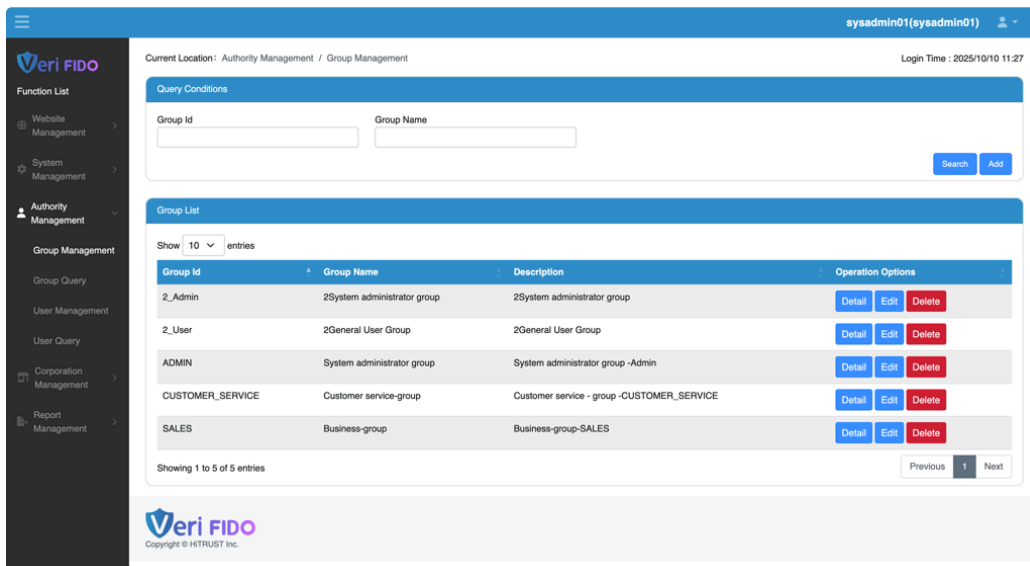 sysadmin01(sysadmin01)
Veri FIDO
Function List
Website Management
System Management
Authority Management
Group Management
Group Query
User Management
User Query
Corporation Management
Report Management
Current Location: Authority Management / Group Management
Login Time : 2025/10/10 11:27
Query Conditions
Group Id Group Name
Search Add
Group List
Show 10 entries
Group Id Group Name Description Operation Options
2_Admin 2System administrator group 2System administrator group Detail Edit Delete
2_User 2General User Group 2General User Group Detail Edit Delete
ADMIN System administrator group System administrator group -Admin Detail Edit Delete
CUSTOMER_SERVICE Customer service-group Customer service - group -CUSTOMER_SERVICE Detail Edit Delete
SALES Business-group Business-group-SALES Detail Edit Delete
Showing 1 to 5 of 5 entries
Previous 1 Next
Veri FIDO
Copyright © HiTRUST Inc.